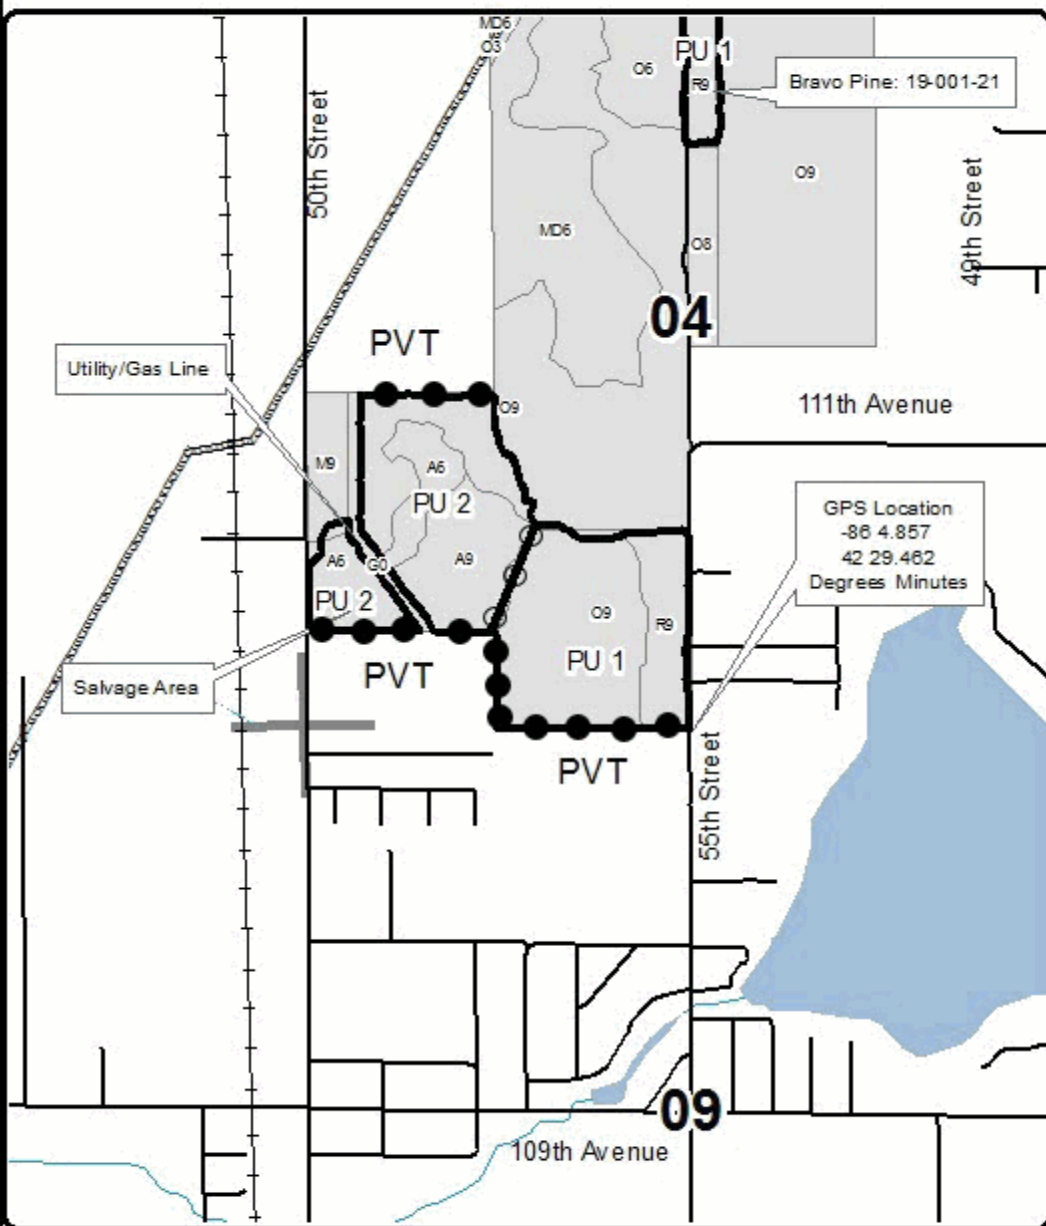 MD6
O3
PU 1
O6
R9
Bravo Pine: 19-001-21
50th Street
O9
49th Street
MD6
O8
04
PVT
Utility/Gas Line
O9
111th Avenue
M9
A6
PU 2
GPS Location
-86 4.857
42 29.462
Degrees Minutes
A6
G0
A9
PU 2
O9
R9
PU 1
Salvage Area
PVT
PVT
55th Street
09
109th Avenue